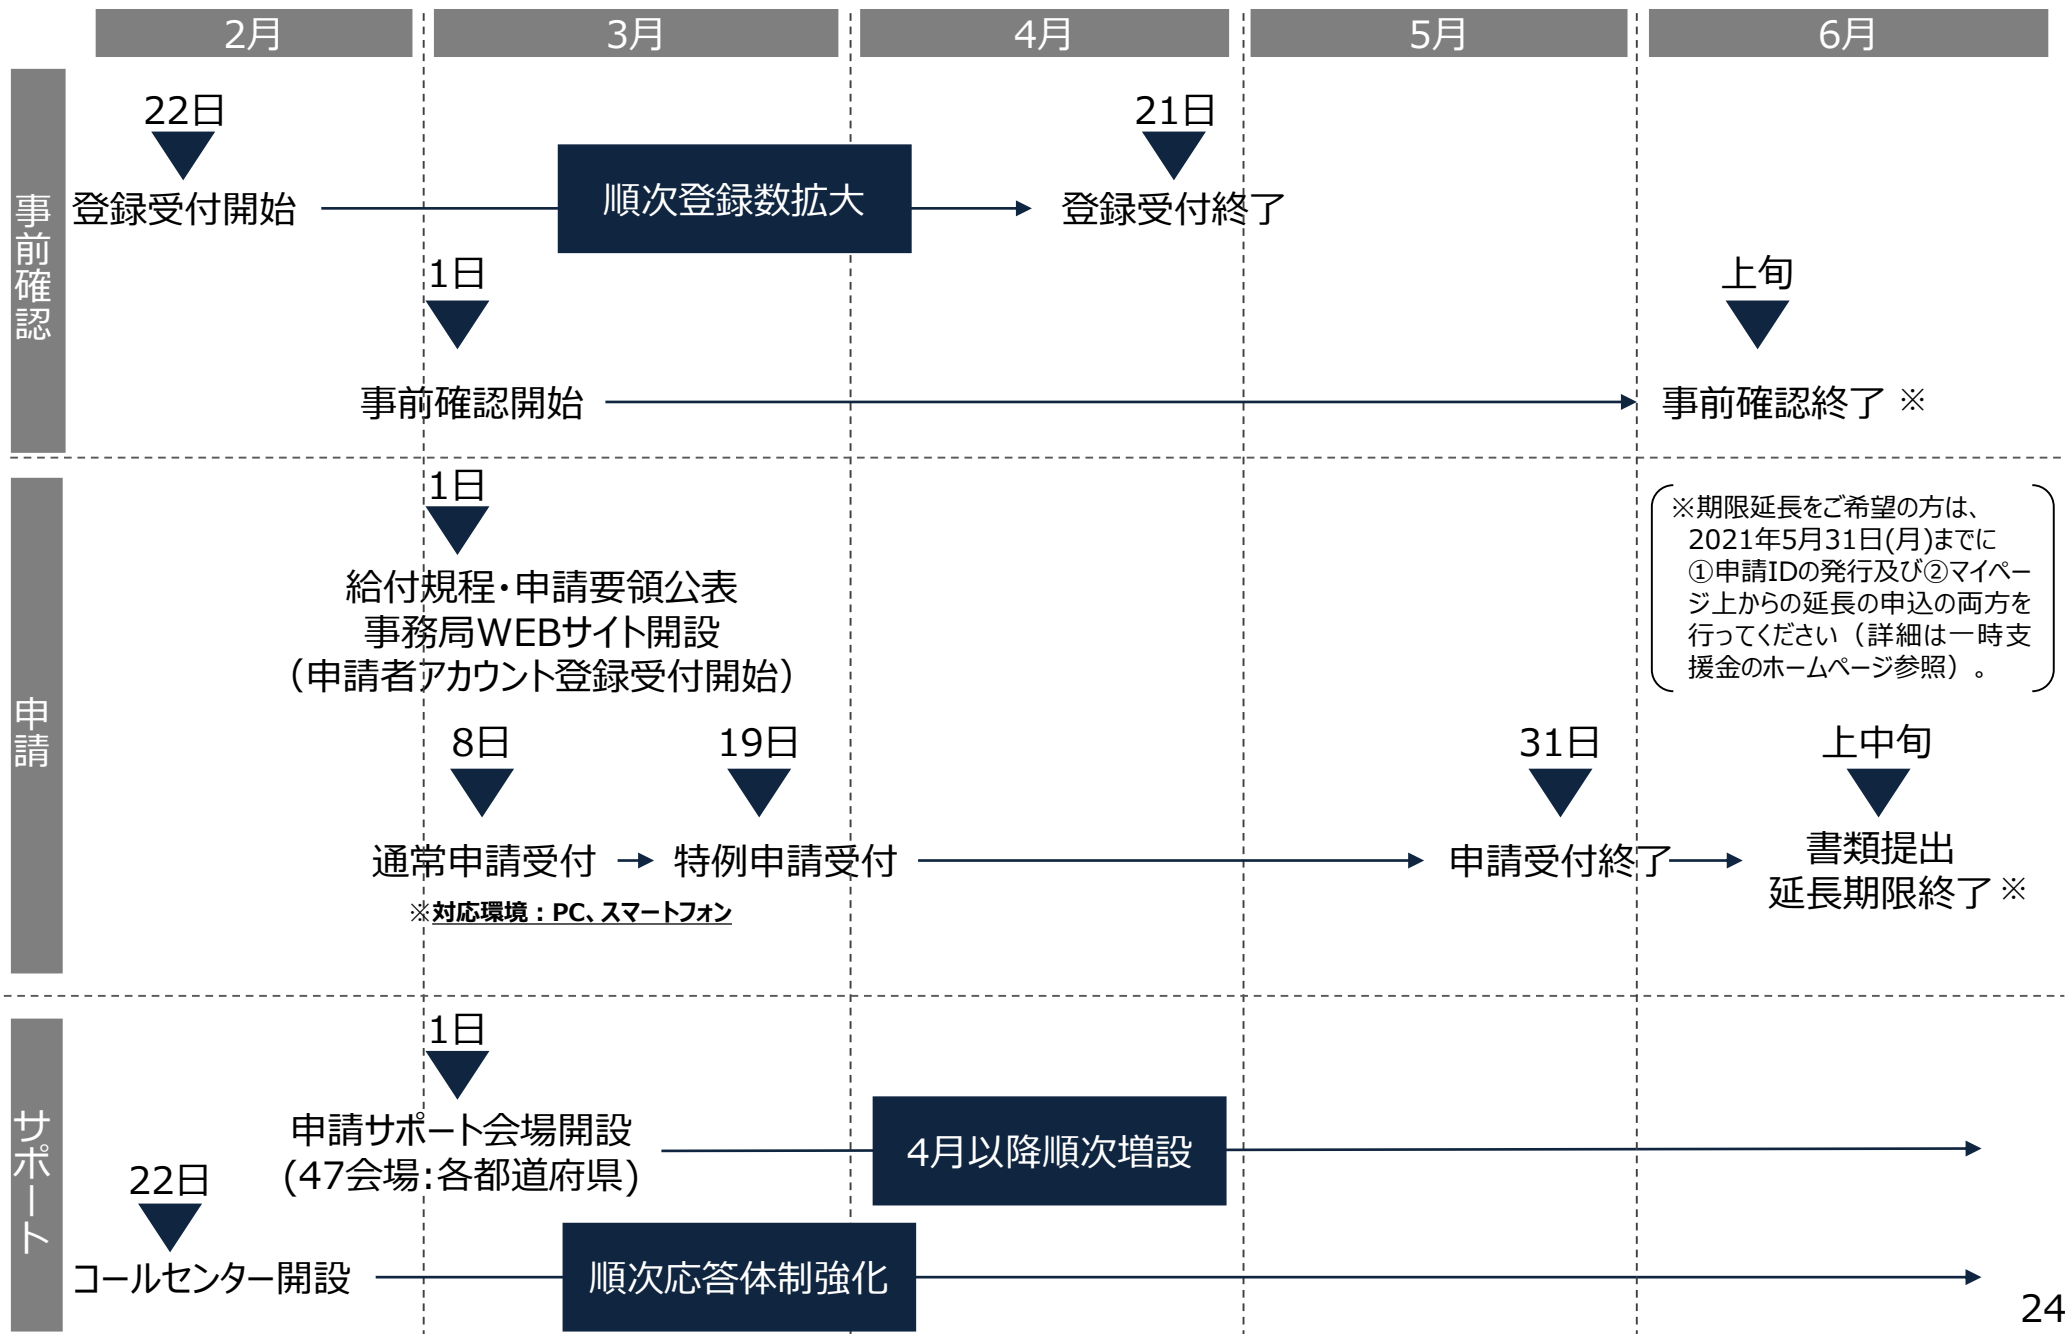 2月
3月
4月
5月
6月
事前確認
22日
21日
登録受付開始
順次登録数拡大
登録受付終了
1日
上旬
事前確認開始
事前確認終了 ※
申請
1日
給付規程・申請要領公表
事務局WEBサイト開設
（申請者アカウント登録受付開始）
※期限延長をご希望の方は、
2021年5月31日(月)までに
①申請IDの発行及び②マイペー
ジ上からの延長の申込の両方を
行ってください（詳細は一時支
援金のホームページ参照）。
8日
19日
31日
上中旬
通常申請受付
特例申請受付
申請受付終了
書類提出
延長期限終了※
※対応環境：PC、スマートフォン
サポート
1日
申請サポート会場開設
(47会場:各都道府県)
4月以降順次増設
22日
コールセンター開設
順次応答体制強化
24